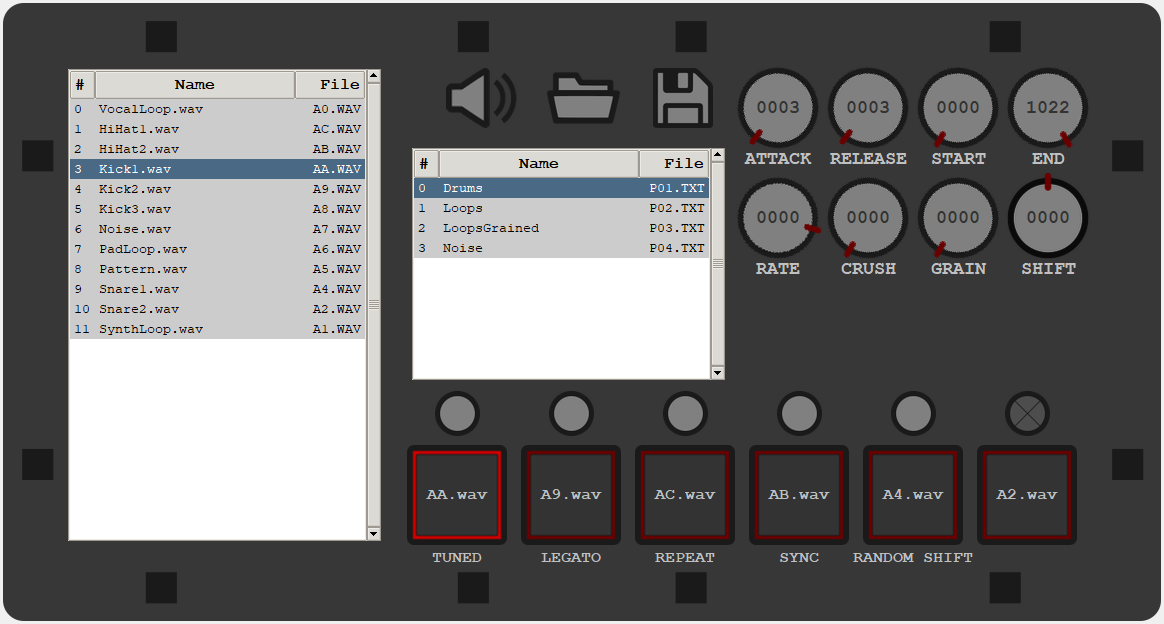 # Name File
0 VocalLoop.wav A0.WAV
1 HiHat1.wav AC.WAV
2 HiHat2.wav AB.WAV
3 Kick1.wav AA.WAV
4 Kick2.wav A9.WAV
5 Kick3.wav A8.WAV
6 Noise.wav A7.WAV
7 PadLoop.wav A6.WAV
8 Pattern.wav A5.WAV
9 Snare1.wav A4.WAV
10 Snare2.wav A2.WAV
11 SynthLoop.wav A1.WAV
# Name File
0 Drums P01.TXT
1 Loops P02.TXT
2 LoopsGrained P03.TXT
3 Noise P04.TXT
0003 0003 0000 1022
ATTACK RELEASE START END
0000 0000 0000 0000
RATE CRUSH GRAIN SHIFT
AA.wav A9.wav AC.wav AB.wav A4.wav A2.wav
TUNED LEGATO REPEAT SYNC RANDOM SHIFT